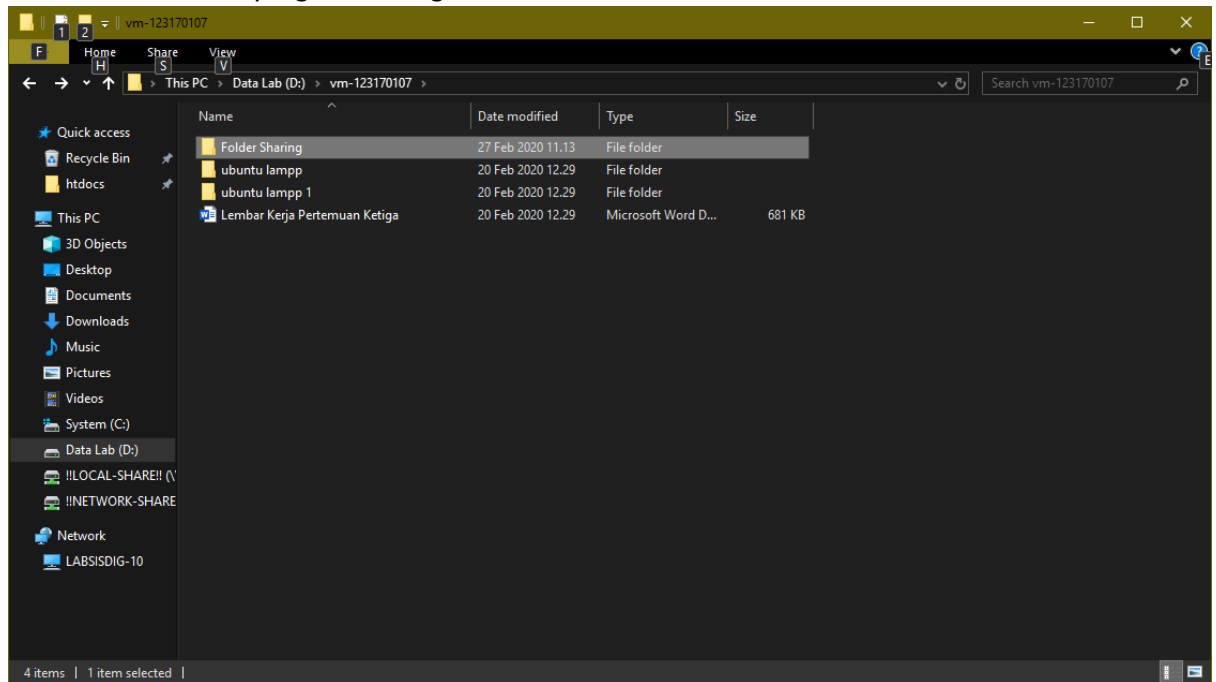 vm-123170107
1 2
F Home Share View
H S V E
This PC > Data Lab (D:) > vm-123170107 >
Search vm-123170107
Name Date modified Type Size
Quick access
Recycle Bin
htdocs
This PC
3D Objects
Desktop
Documents
Downloads
Music
Pictures
Videos
System (C:)
Data Lab (D:)
!!LOCAL-SHARE!! (\\
!!NETWORK-SHARE
Network
LABSISDIG-10
Folder Sharing 27 Feb 2020 11.13 File folder
ubuntu lampp 20 Feb 2020 12.29 File folder
ubuntu lampp 1 20 Feb 2020 12.29 File folder
Lembar Kerja Pertemuan Ketiga 20 Feb 2020 12.29 Microsoft Word D... 681 KB
4 items | 1 item selected |